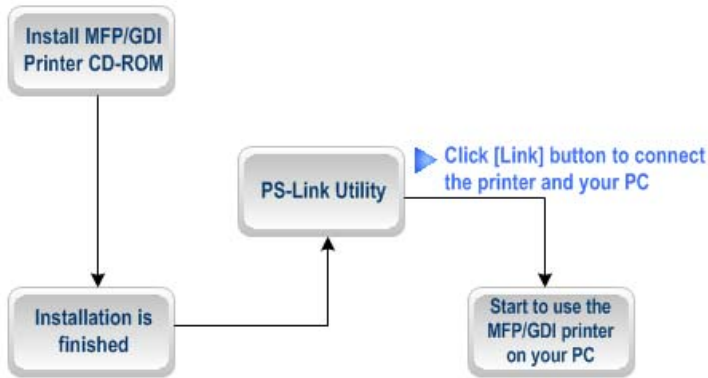 Install MFP/GDI
Printer CD-ROM
PS-Link Utility
Click [Link] button to connect
the printer and your PC
Installation is
finished
Start to use the
MFP/GDI printer
on your PC